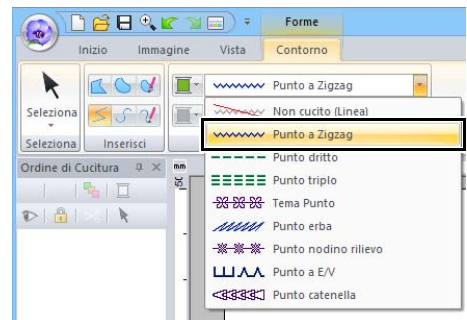 Forme
Inizio Immagine Vista Contorno
Punto a Zigzag
Seleziona
Non cucito (Linea)
Seleziona Inserisci
Punto a Zigzag
Ordine di Cucitura
mm
50
Punto dritto
Punto triplo
Tema Punto
Punto erba
Punto nodino rilievo
Punto a E/V
Punto catenella